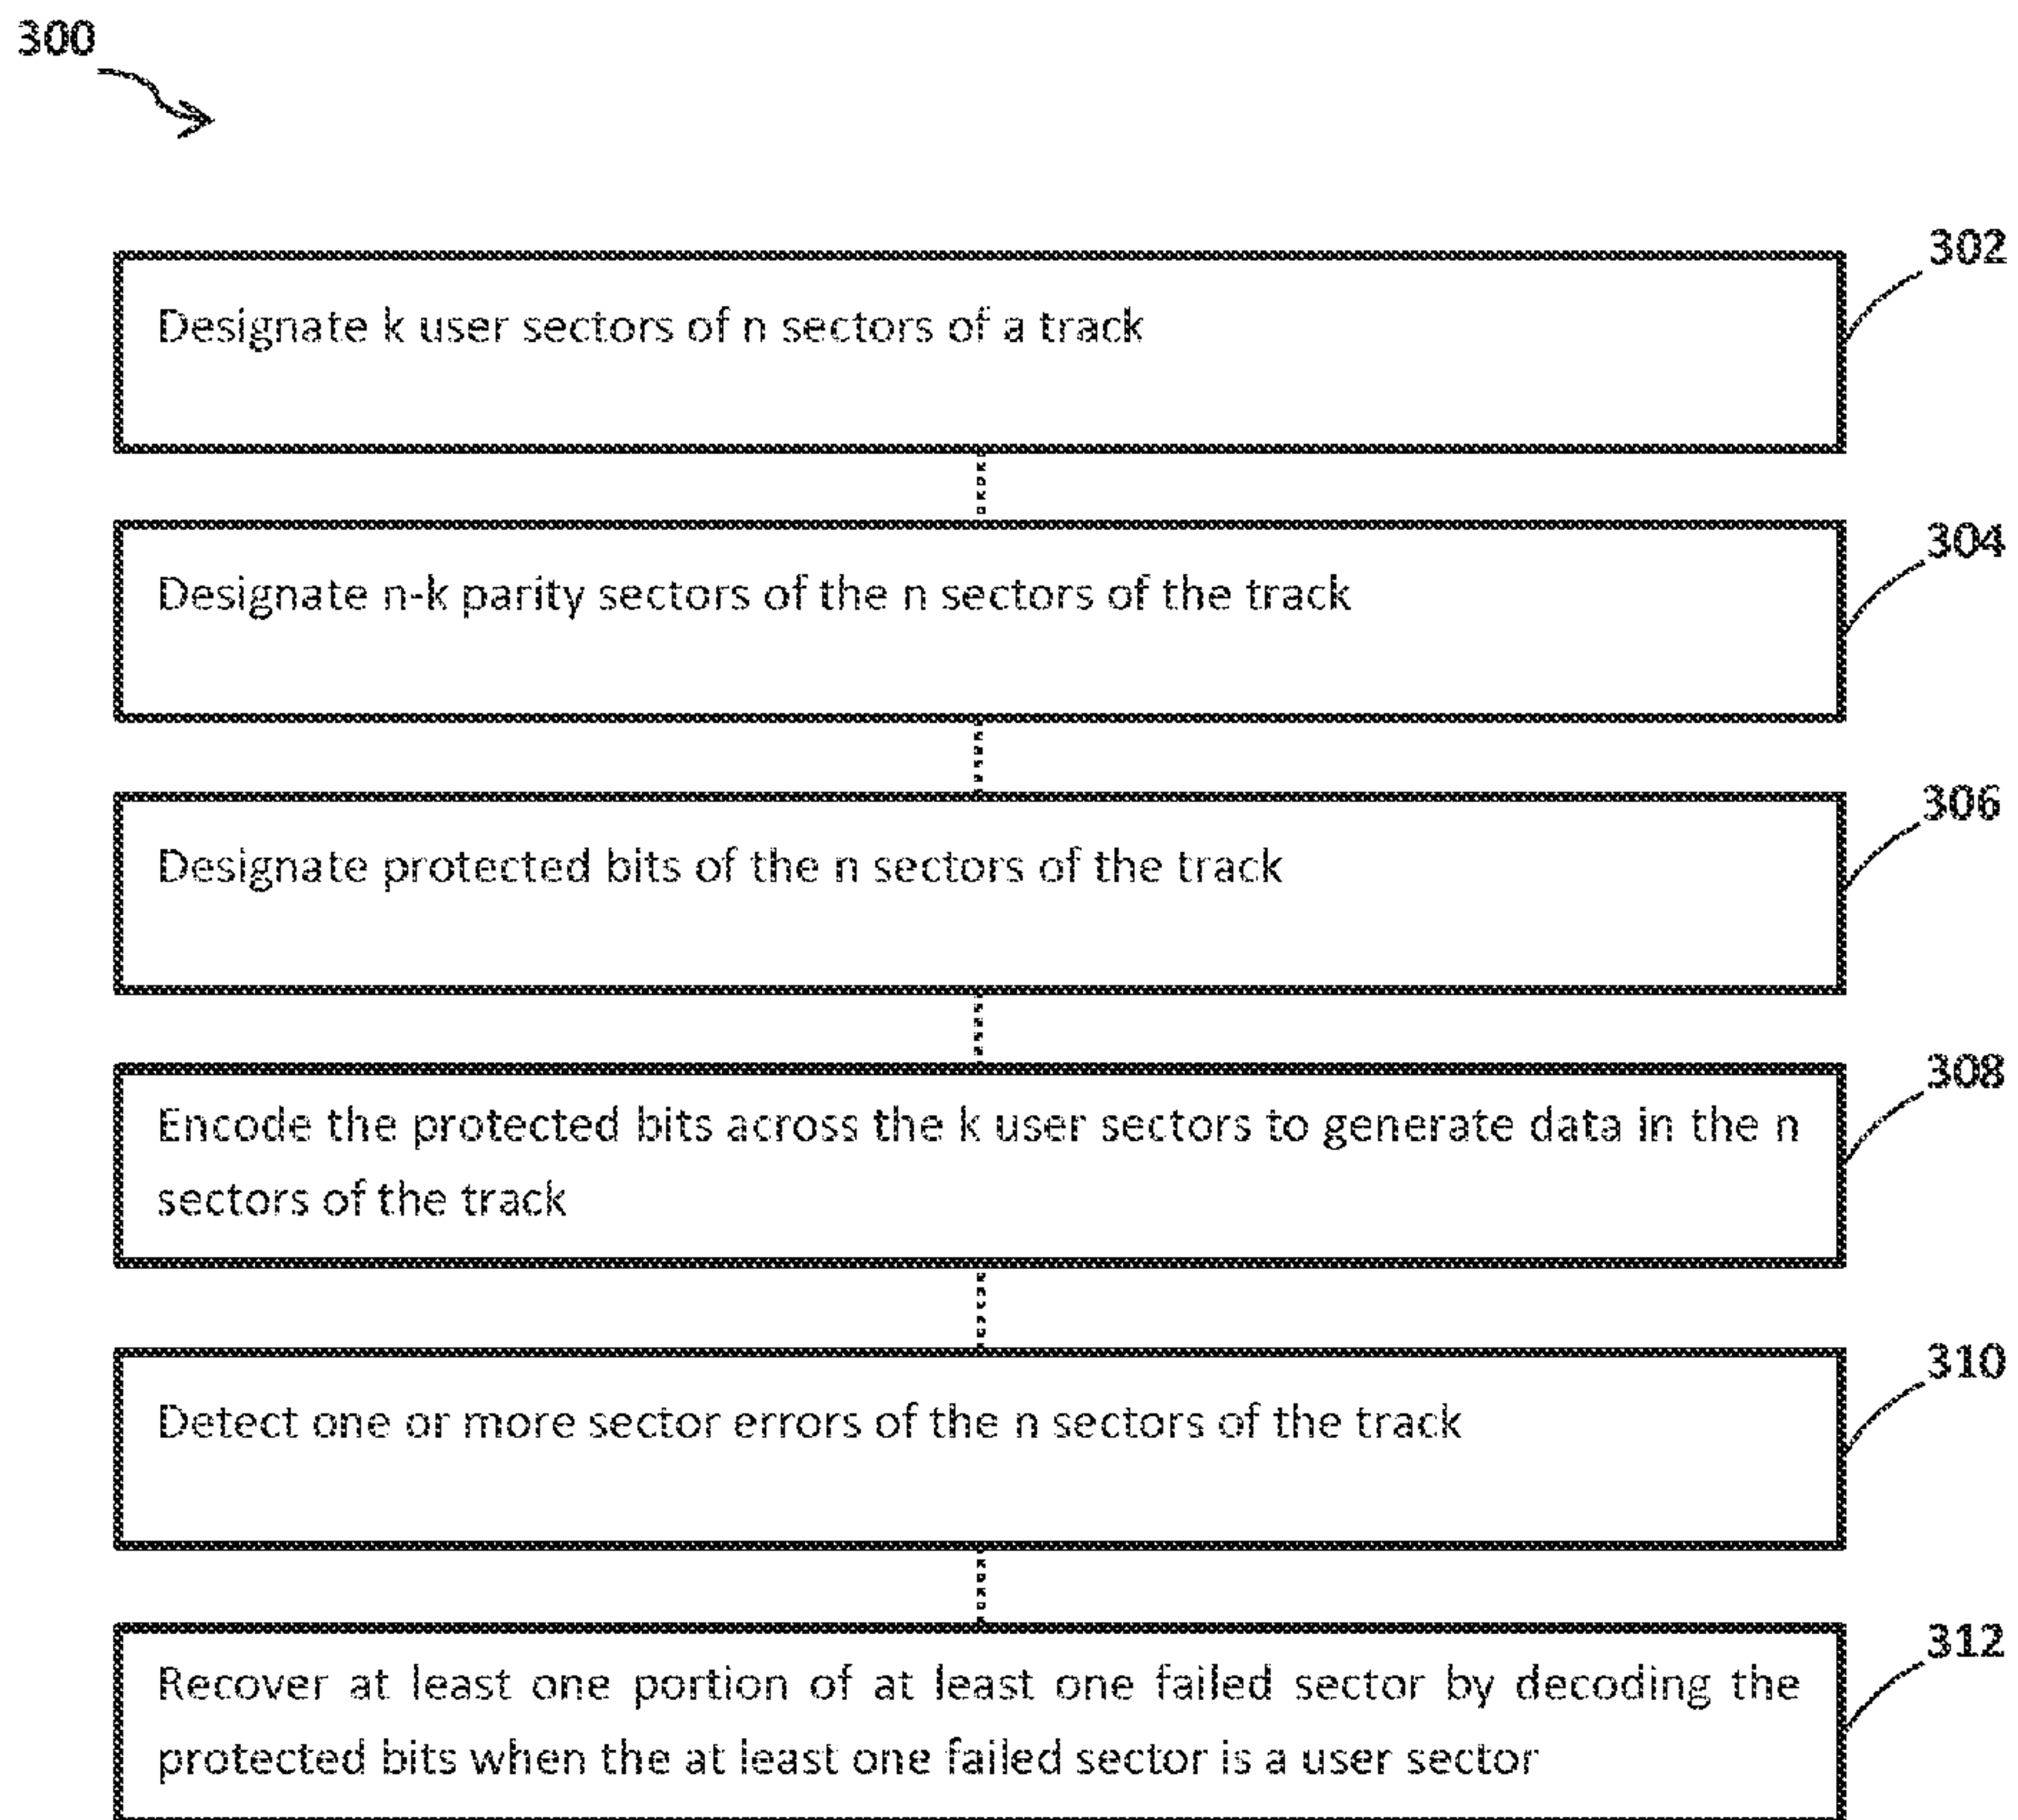 300
302
Designate k user sectors of n sectors of a track
304
Designate n-k parity sectors of the n sectors of the track
306
Designate protected bits of the n sectors of the track
308
Encode the protected bits across the k user sectors to generate data in the n
sectors of the track
310
Detect one or more sector errors of the n sectors of the track
312
Recover at least one portion of at least one failed sector by decoding the
protected bits when the at least one failed sector is a user sector